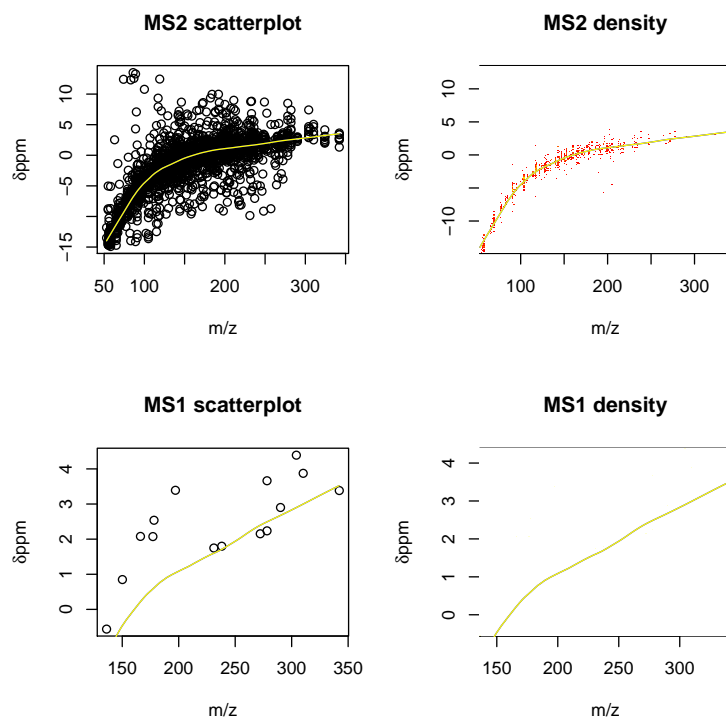 MS2 scatterplot
δppm
10
5
0
−5
−15
50 100 200 300
m/z
MS2 density
δppm
10
5
0
−10
100 200 300
m/z
MS1 scatterplot
δppm
4
3
2
1
0
150 200 250 300 350
m/z
MS1 density
δppm
4
3
2
1
0
150 200 250 300
m/z